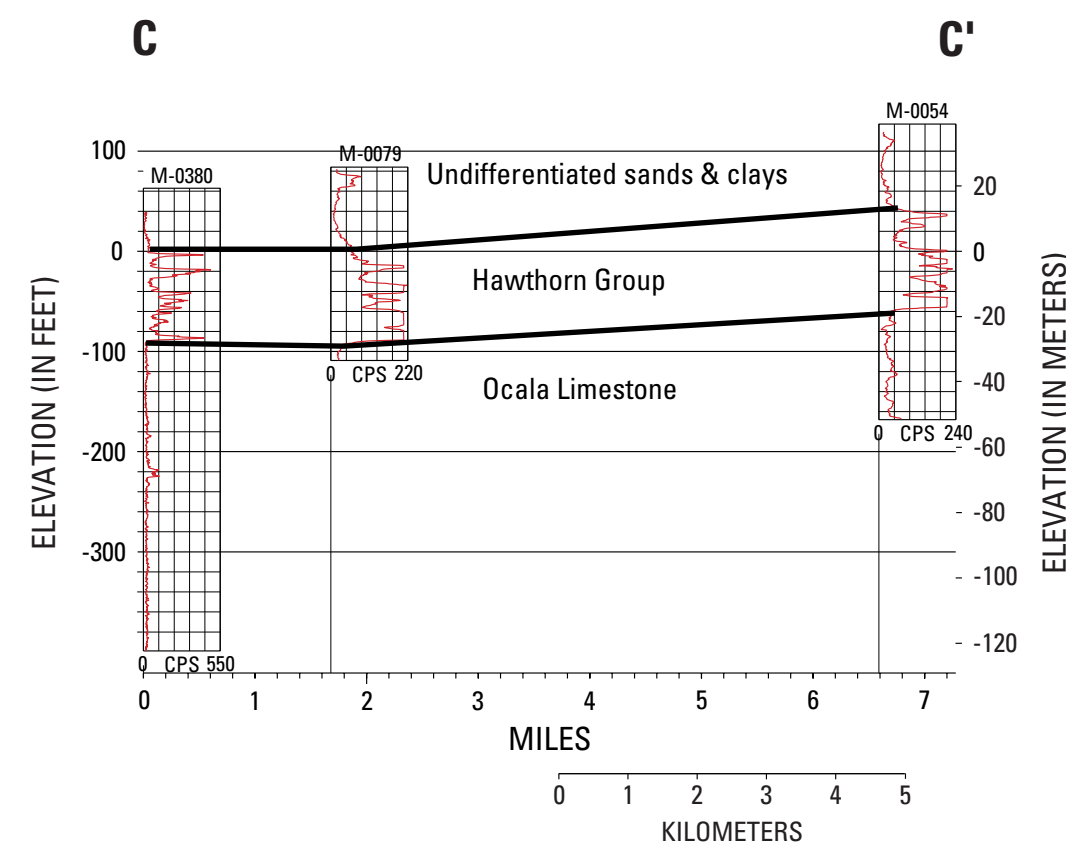 C
C'
M-0054
100
M-0079
M-0380
Undifferentiated sands & clays
20
0
0
Hawthorn Group
-20
-100
0 CPS 220
-40
Ocala Limestone
0 CPS 240
-60
-200
-80
-300
-100
-120
0 CPS 550
ELEVATION (IN FEET)
ELEVATION (IN METERS)
0 1 2 3 4 5 6 7
MILES
0 1 2 3 4 5
KILOMETERS